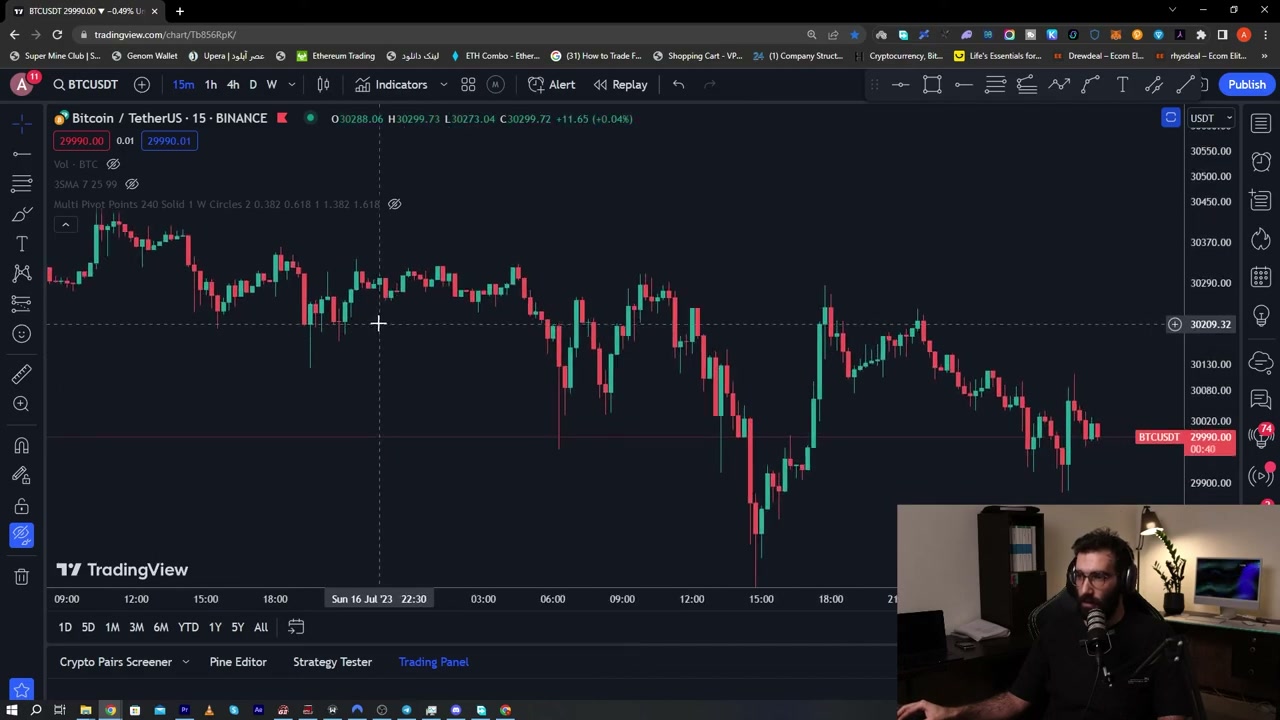 BTCUSDT 29990.00 ▼ −0.49% Un
tradingview.com/chart/Tb856RpK/
Super Mine Club | S...
Genom Wallet
Upera | عصر آپلود
Ethereum Trading
لینک دانلود
ETH Combo - Ether...
(31) How to Trade F...
Shopping Cart - VP...
(1) Company Struct...
Cryptocurrency, Bit...
Life's Essentials for...
Drewdeal — Ecom El...
rhysdeal — Ecom Elit...
A 11 BTCUSDT 15m 1h 4h D W Indicators M Alert Replay Publish
Bitcoin / TetherUS · 15 · BINANCE O30288.06 H30299.73 L30273.04 C30299.72 +11.65 (+0.04%) USDT
29990.00 0.01 29990.01
Vol · BTC
3SMA 7 25 99
Multi Pivot Points 240 Solid 1 W Circles 2 0.382 0.618 1 1.382 1.618
30550.00
30500.00
30450.00
30370.00
30290.00
30209.32
30130.00
30080.00
30020.00
BTCUSDT 29990.00
00:40
29900.00
74
TradingView
09:00 12:00 15:00 18:00 Sun 16 Jul '23 22:30 03:00 06:00 09:00 12:00 15:00 18:00
1D 5D 1M 3M 6M YTD 1Y 5Y All
Crypto Pairs Screener Pine Editor Strategy Tester Trading Panel